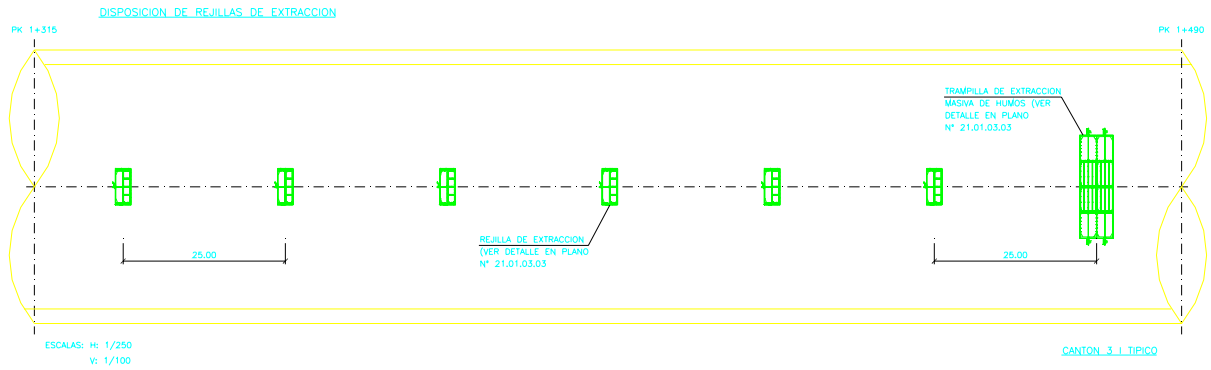 DISPOSICION DE REJILLAS DE EXTRACCION
PK 1+315
PK 1+490
TRAMPILLA DE EXTRACCION
MASIVA DE HUMOS (VER
DETALLE EN PLANO
Nº 21.01.03.03
REJILLA DE EXTRACCION
(VER DETALLE EN PLANO
Nº 21.01.03.03
25.00
25.00
ESCALAS: H: 1/250
V: 1/100
CANTON 3 I TIPICO